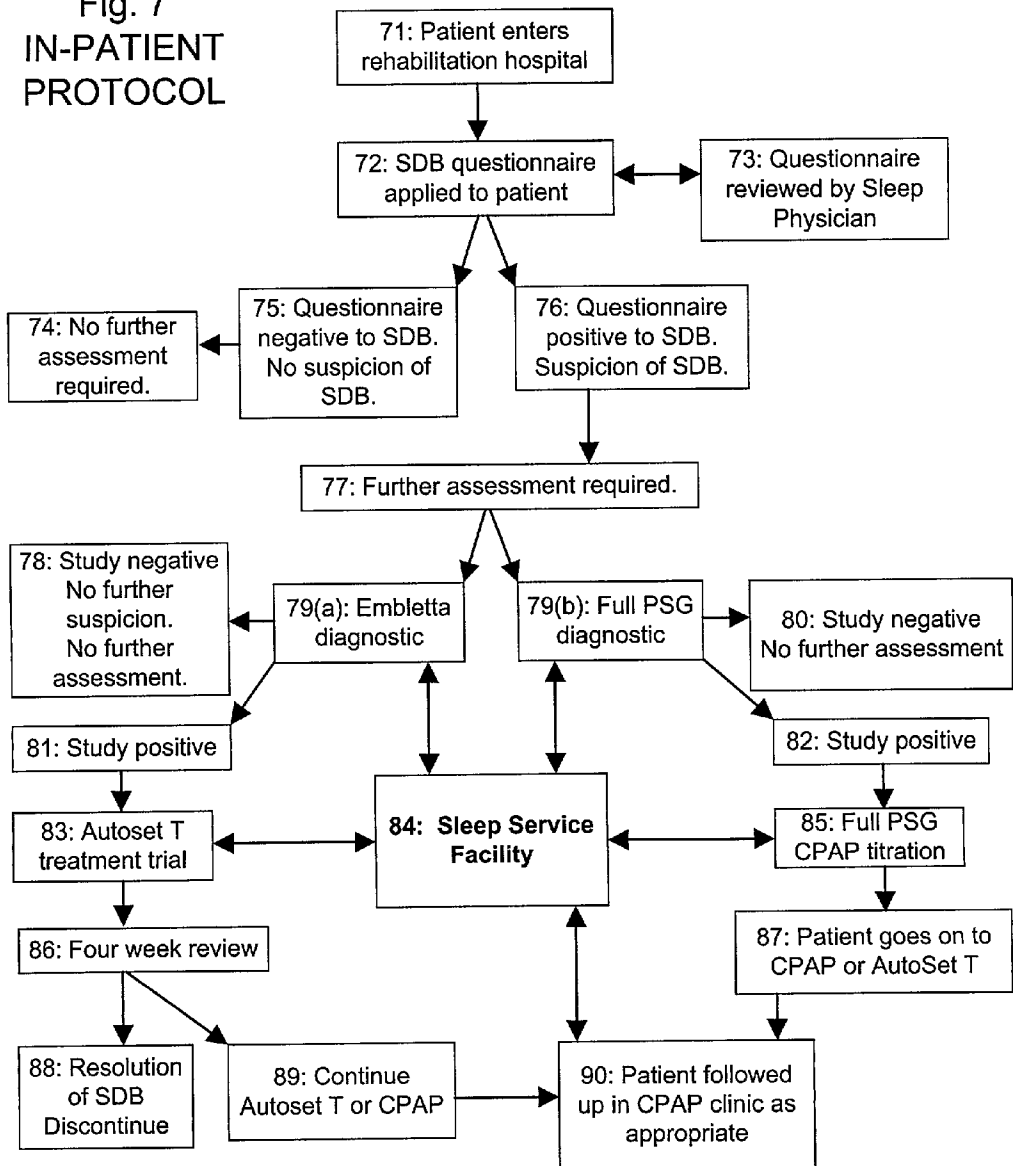 Fig. 7
IN-PATIENT
PROTOCOL
71: Patient enters
rehabilitation hospital
72: SDB questionnaire
applied to patient
73: Questionnaire
reviewed by Sleep
Physician
74: No further
assessment
required.
75: Questionnaire
negative to SDB.
No suspicion of
SDB.
76: Questionnaire
positive to SDB.
Suspicion of SDB.
77: Further assessment required.
78: Study negative
No further
suspicion.
No further
assessment.
79(a): Embletta
diagnostic
79(b): Full PSG
diagnostic
80: Study negative
No further assessment
81: Study positive
82: Study positive
83: Autoset T
treatment trial
84: Sleep Service
Facility
85: Full PSG
CPAP titration
86: Four week review
87: Patient goes on to
CPAP or AutoSet T
88: Resolution
of SDB
Discontinue
89: Continue
Autoset T or CPAP
90: Patient followed
up in CPAP clinic as
appropriate